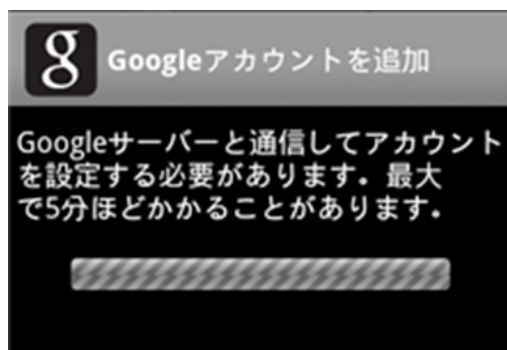 g
Googleアカウントを追加
Googleサーバーと通信してアカウント
を設定する必要があります。最大
で5分ほどかかることがあります。